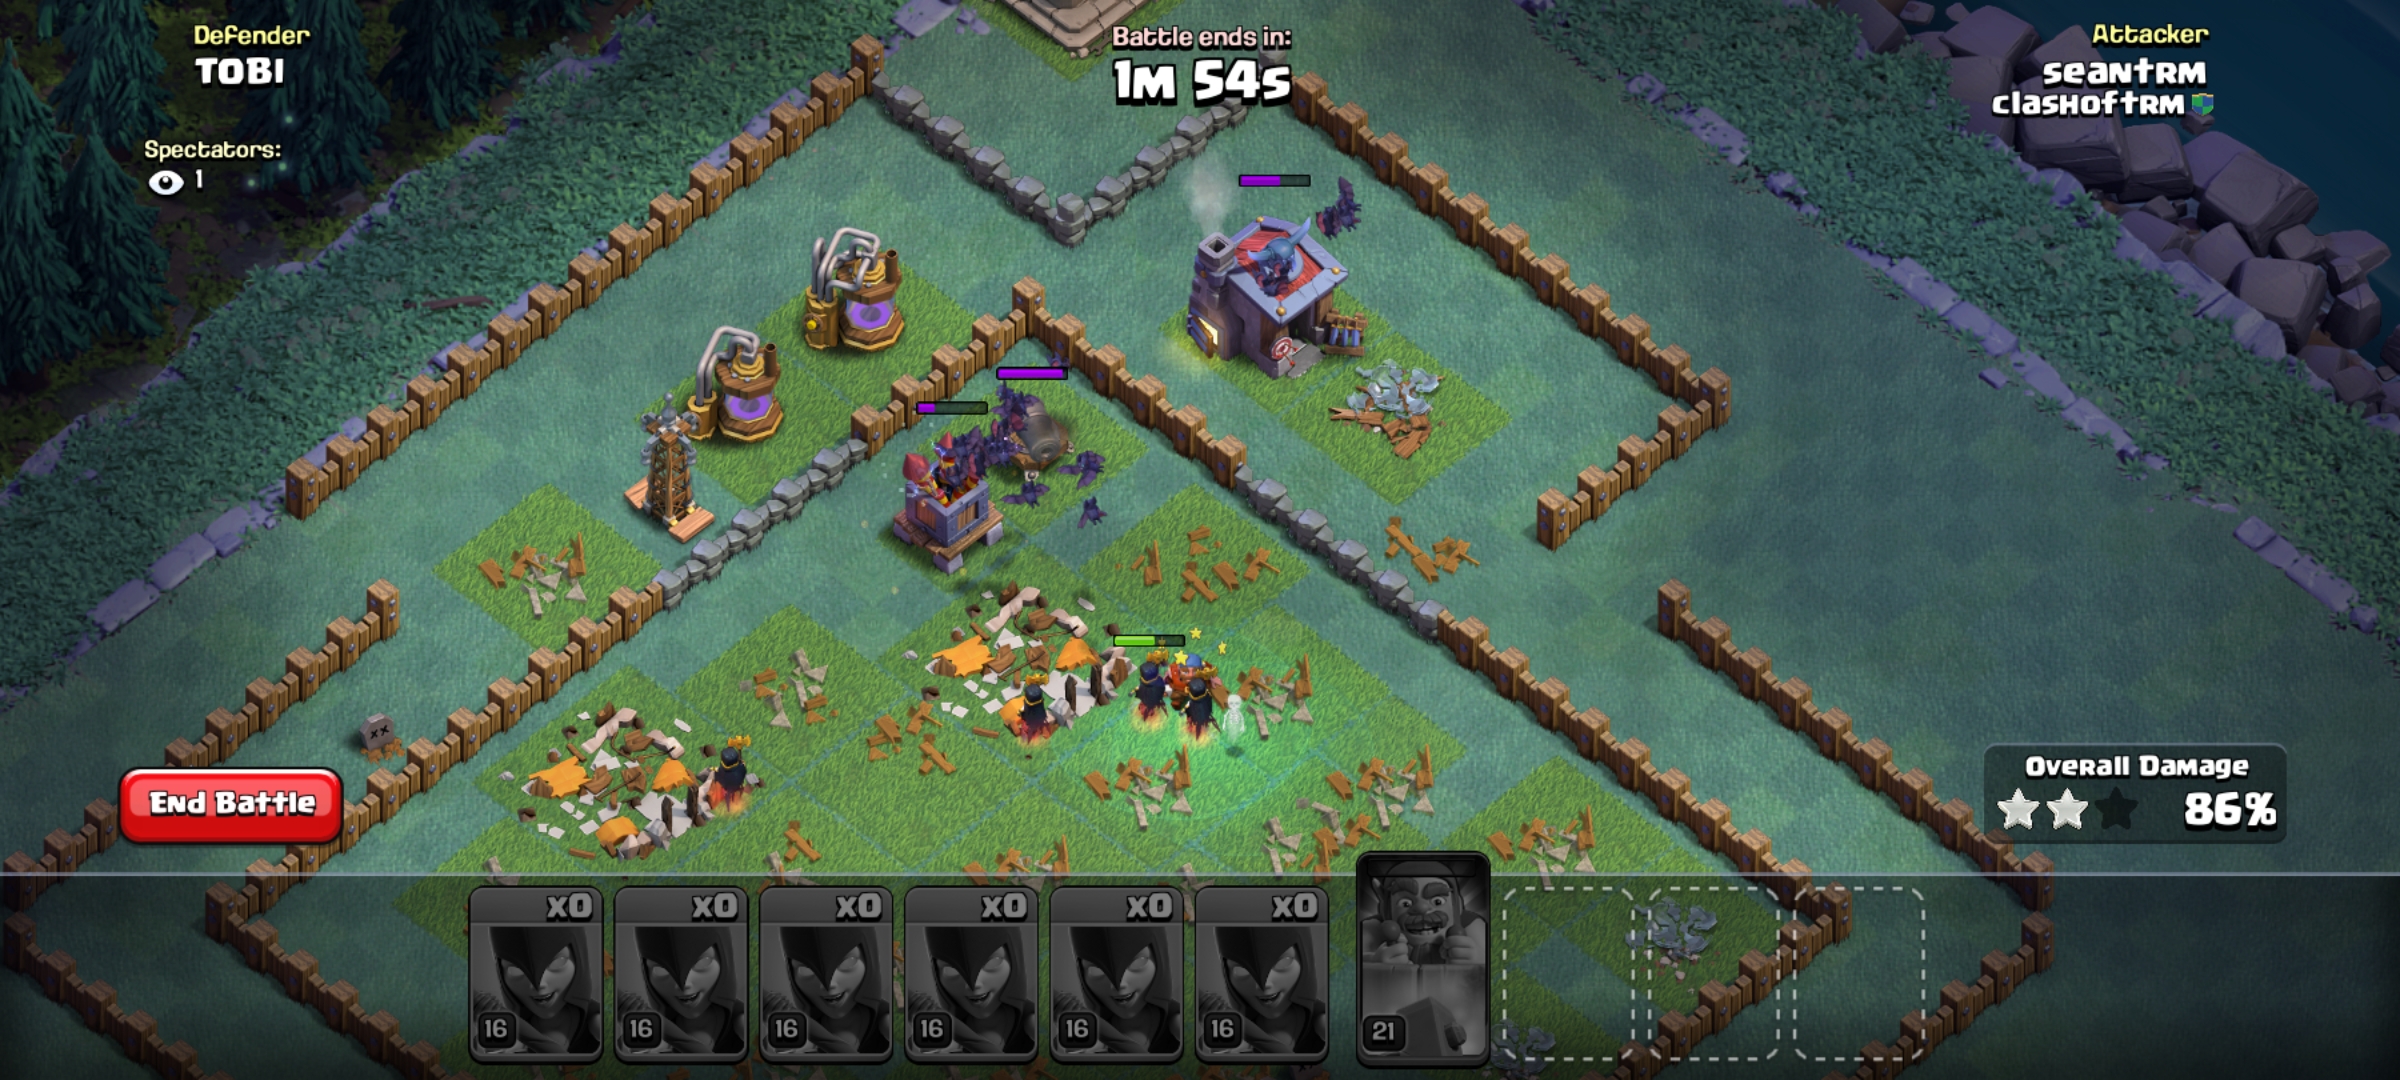 Defender
TOBI
Spectators:
1
Battle ends in:
1M 54S
Attacker
seantRM
clashoftRM
End Battle
Overall Damage
86%
x0
x0
x0
x0
x0
x0
16
16
16
16
16
16
21